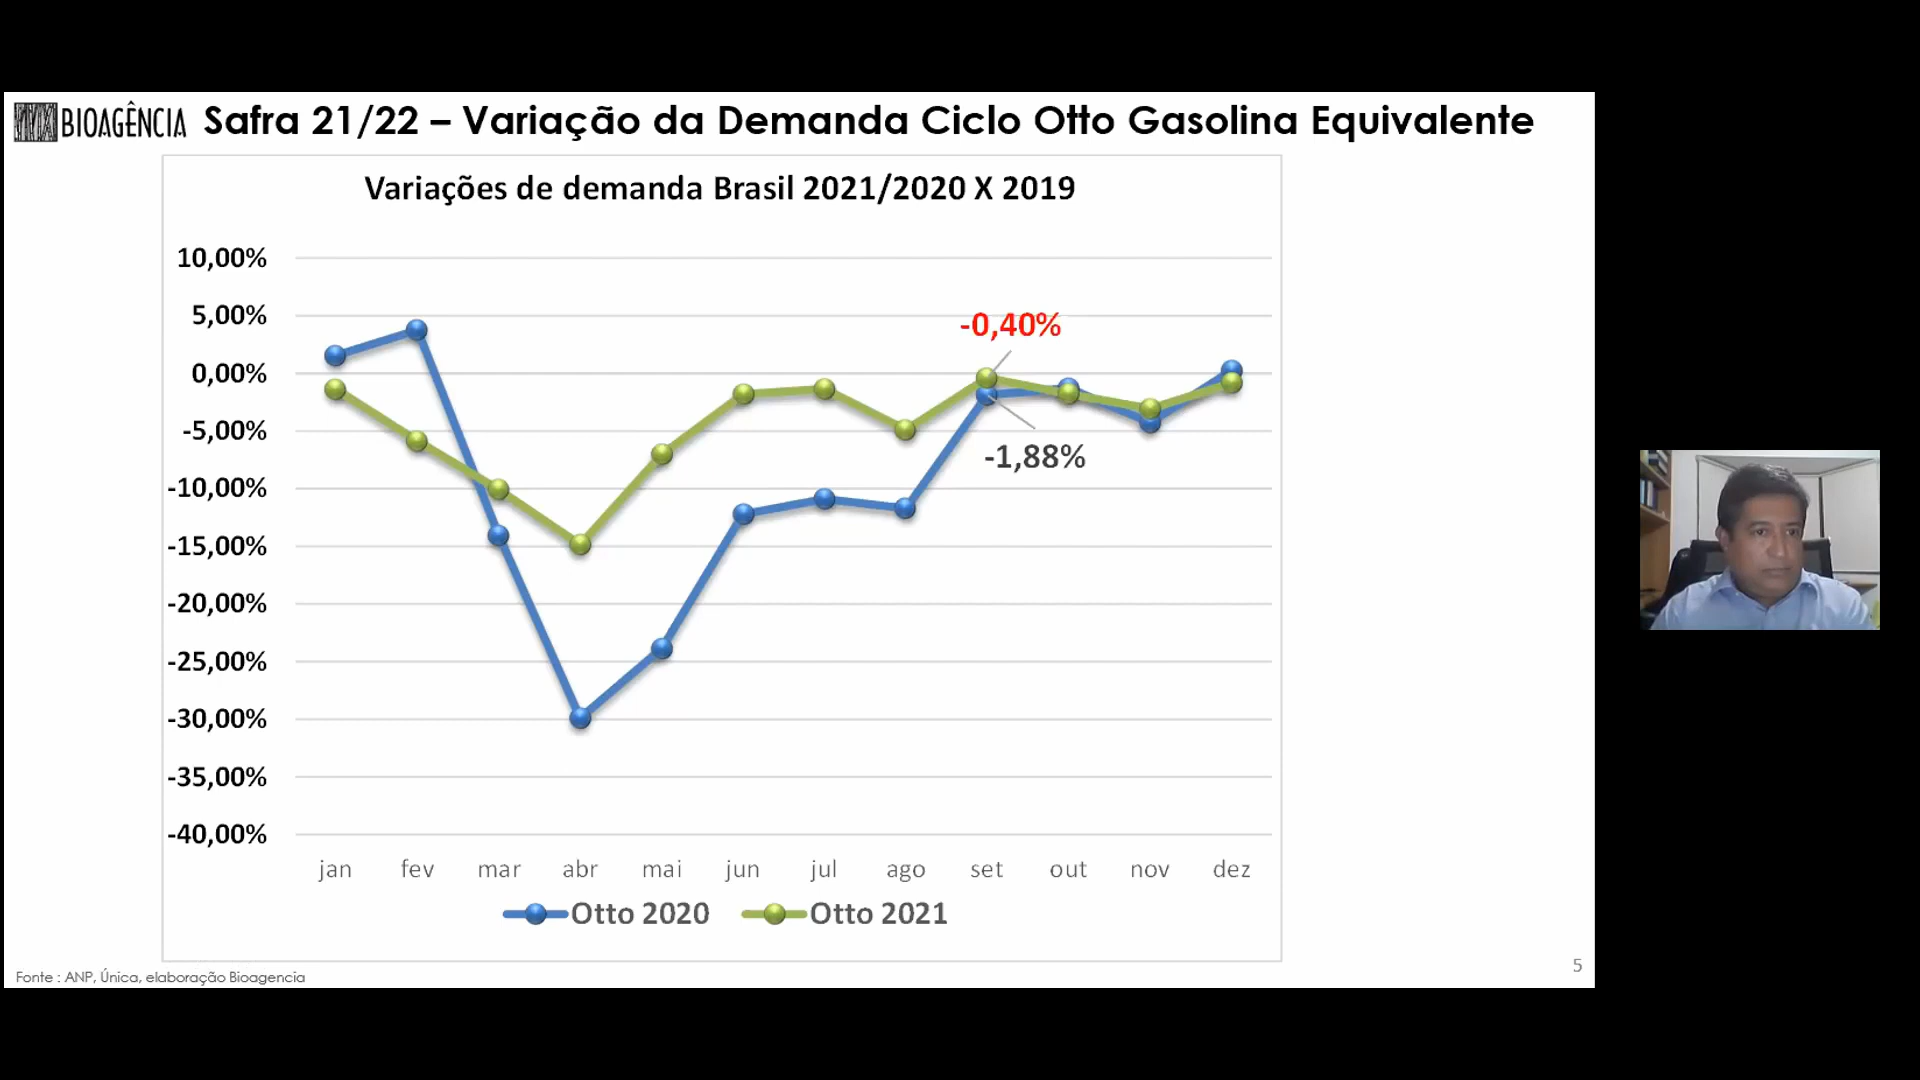 BIOAGÊNCIA Safra 21/22 – Variação da Demanda Ciclo Otto Gasolina Equivalente
Variações de demanda Brasil 2021/2020 X 2019
10,00%
5,00%
0,00%
-5,00%
-10,00%
-15,00%
-20,00%
-25,00%
-30,00%
-35,00%
-40,00%
-0,40%
-1,88%
jan fev mar abr mai jun jul ago set out nov dez
Otto 2020 Otto 2021
Fonte : ANP, Única, elaboração Bioagencia
5